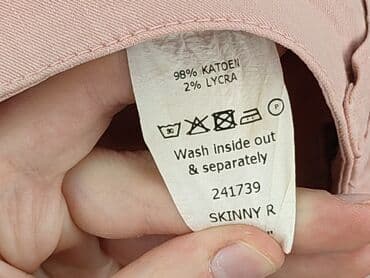 98% KATOEN
2% LYCRA
P
Wash inside out
& separately
241739
SKINNY R